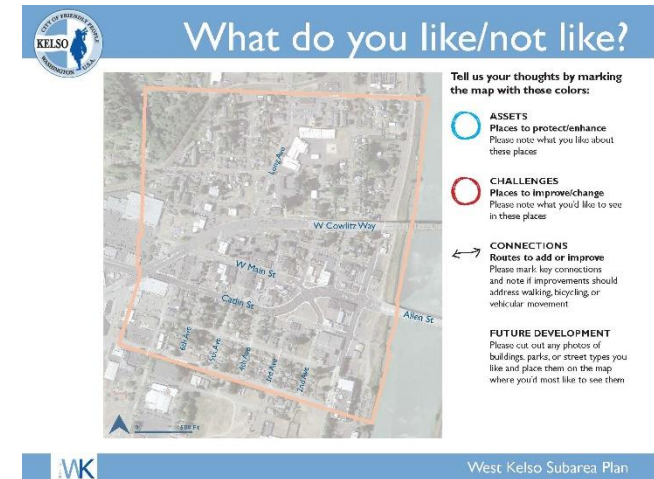 CITY OF FRIENDLY PEOPLE
KELSO
WASHINGTON U.S.A.
What do you like/not like?
Tell us your thoughts by marking
the map with these colors:
ASSETS
Places to protect/enhance
Please note what you like about
these places
CHALLENGES
Places to improve/change
Please note what you'd like to see
in these places
CONNECTIONS
Routes to add or improve
Please mark key connections
and note if improvements should
address walking, bicycling, or
vehicular movement
FUTURE DEVELOPMENT
Please cut out any photos of
buildings, parks, or street types you
like and place them on the map
where you'd most like to see them
Long Ave
W Cowlitz Way
W Main St
Catlin St
Allen St
6th Ave
5th Ave
4th Ave
3rd Ave
2nd Ave
0
Ft
WK
West Kelso Subarea Plan